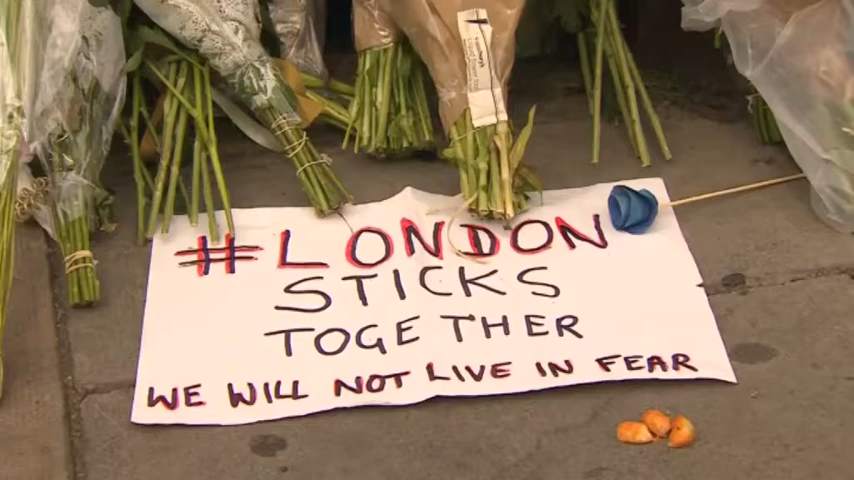 #LONDON
STICKS
TOGETHER
WE WILL NOT LIVE IN FEAR